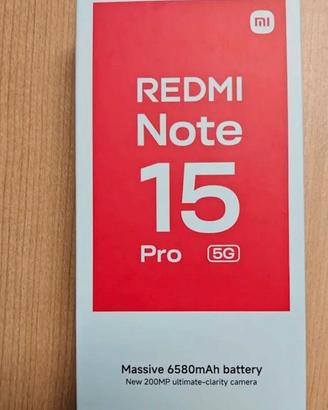 mi
REDMI
Note
15
Pro 5G
Massive 6580mAh battery
New 200MP ultimate-clarity camera